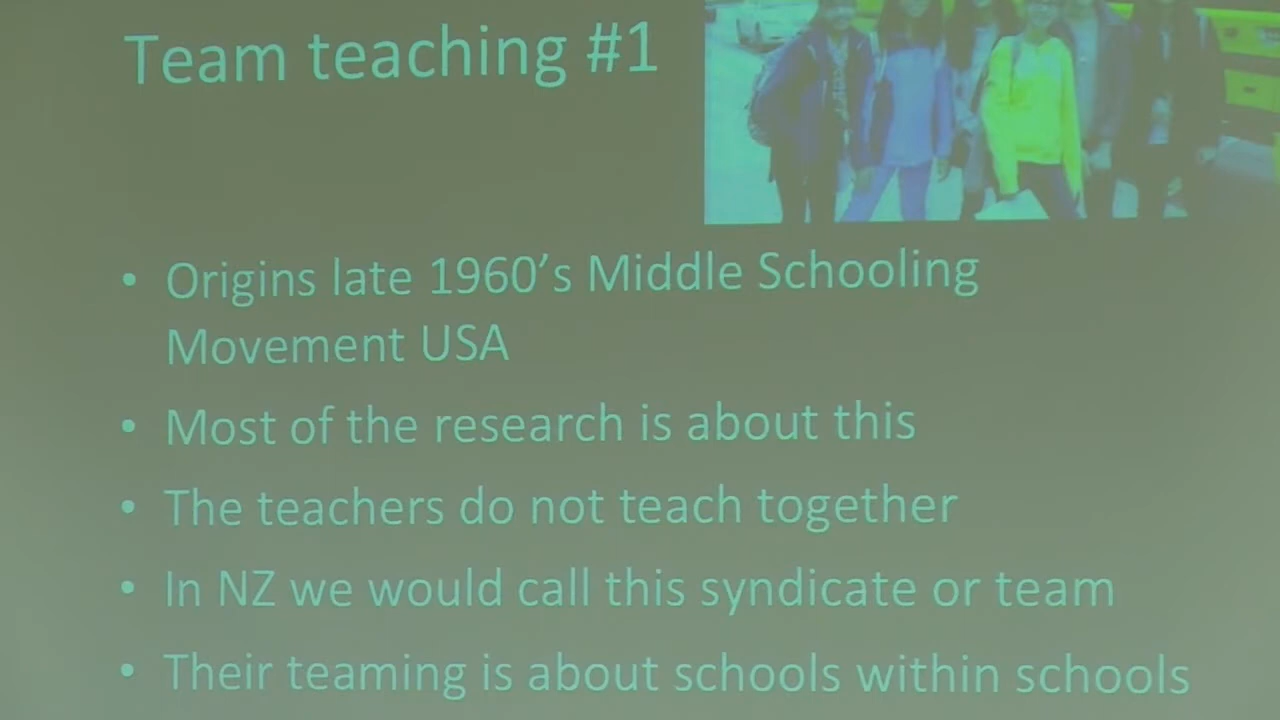 Team teaching #1
• Origins late 1960’s Middle Schooling
Movement USA
• Most of the research is about this
• The teachers do not teach together
• In NZ we would call this syndicate or team
• Their teaming is about schools within schools